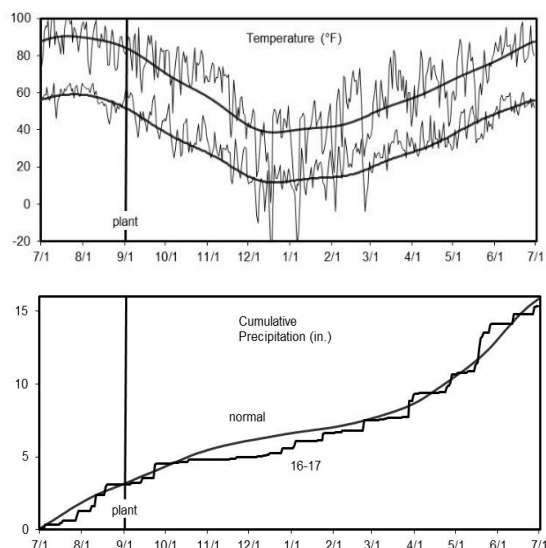 100
Temperature (°F)
80
60
40
20
0
plant
-20
7/1 8/1 9/1 10/1 11/1 12/1 1/1 2/1 3/1 4/1 5/1 6/1 7/1
15
Cumulative
Precipitation (in.)
10
normal
5
16-17
plant
0
7/1 8/1 9/1 10/1 11/1 12/1 1/1 2/1 3/1 4/1 5/1 6/1 7/1